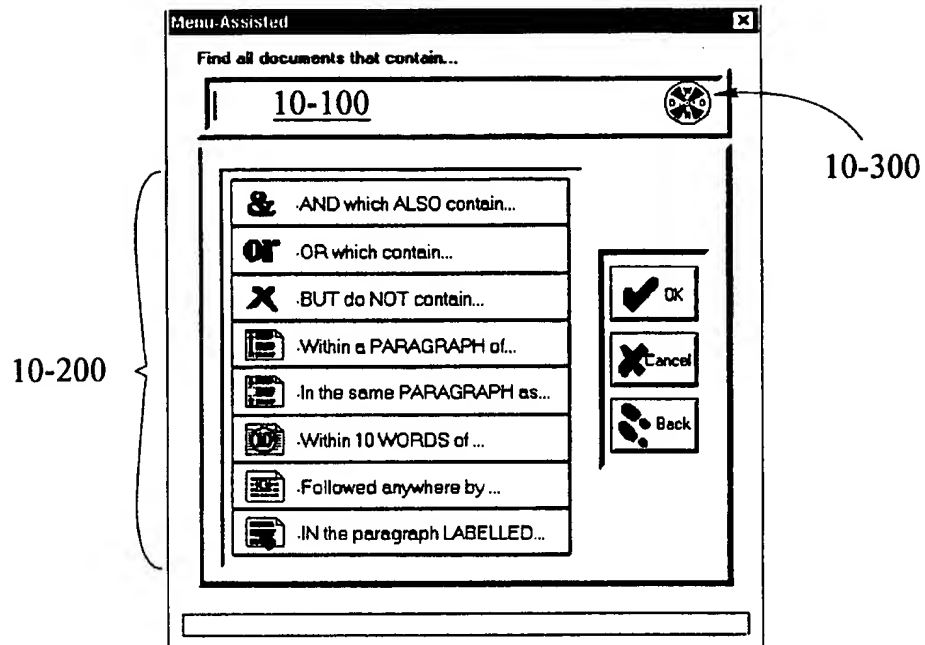 Menu-Assisted
Find all documents that contain...
10-100
10-300
& .AND which ALSO contain...
or .OR which contain...
X .BUT do NOT contain...
.Within a PARAGRAPH of...
.In the same PARAGRAPH as...
10 .Within 10 WORDS of ...
.Followed anywhere by ...
.IN the paragraph LABELLED...
OK
Cancel
Back
10-200